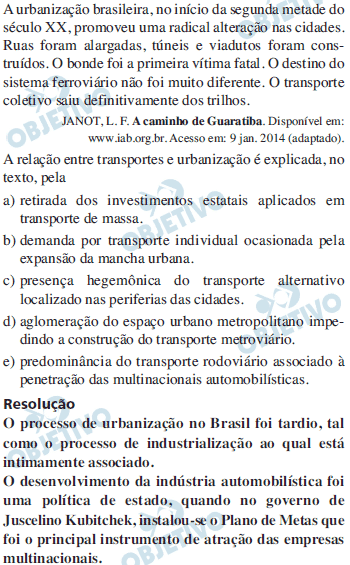 A urbanização brasileira, no início da segunda metade do
século XX, promoveu uma radical alteração nas cidades.
Ruas foram alargadas, túneis e viadutos foram cons-
truídos. O bonde foi a primeira vítima fatal. O destino do
sistema ferroviário não foi muito diferente. O transporte
coletivo saiu definitivamente dos trilhos.
JANOT, L. F. A caminho de Guaratiba. Disponível em:
www.iab.org.br. Acesso em: 9 jan. 2014 (adaptado).
A relação entre transportes e urbanização é explicada, no
texto, pela
a) retirada dos investimentos estatais aplicados em
transporte de massa.
b) demanda por transporte individual ocasionada pela
expansão da mancha urbana.
c) presença hegemônica do transporte alternativo
localizado nas periferias das cidades.
d) aglomeração do espaço urbano metropolitano impe-
dindo a construção do transporte metroviário.
e) predominância do transporte rodoviário associado à
penetração das multinacionais automobilísticas.
Resolução
O processo de urbanização no Brasil foi tardio, tal
como o processo de industrialização ao qual está
intimamente associado.
O desenvolvimento da indústria automobilística foi
uma política de estado, quando no governo de
Juscelino Kubitchek, instalou-se o Plano de Metas que
foi o principal instrumento de atração das empresas
multinacionais.
OBJETIVO
OBJETIVO
OBJETIVO
OBJETIVO
OBJETIVO
OBJETIVO
OBJETIVO